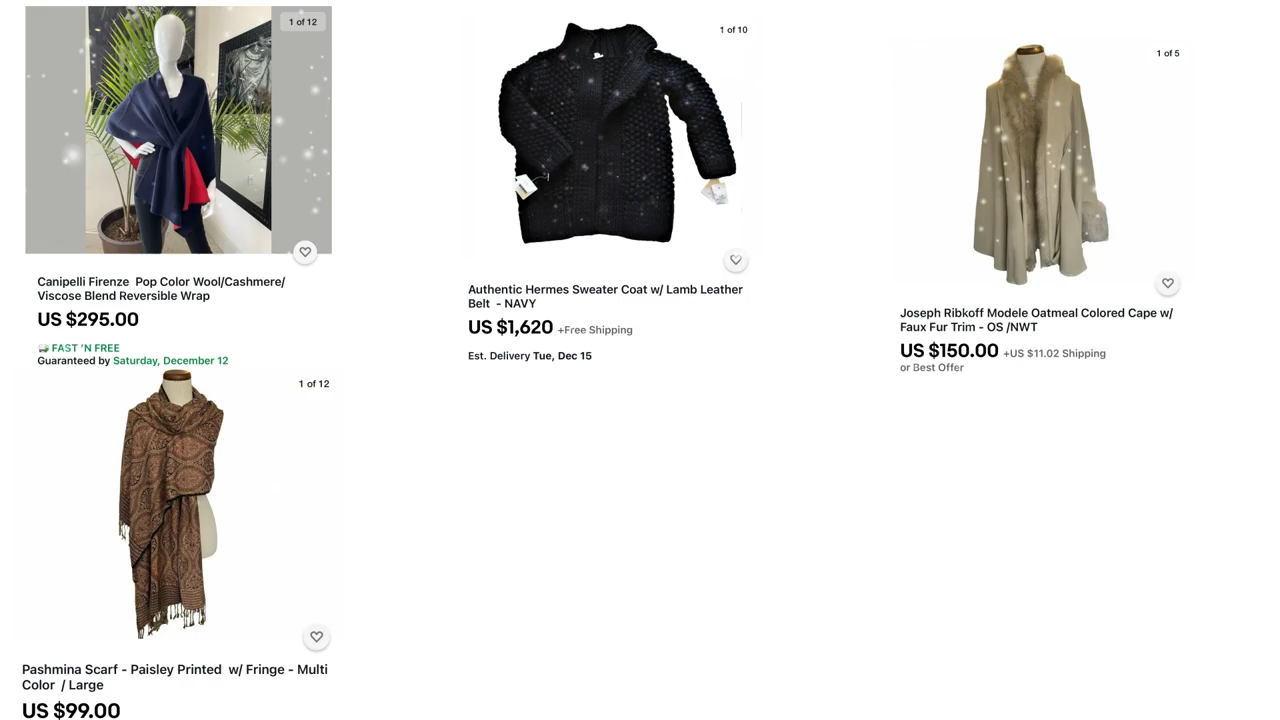 1 of 12
Canipelli Firenze Pop Color Wool/Cashmere/
Viscose Blend Reversible Wrap
US $295.00
FAST 'N FREE
Guaranteed by Saturday, December 12
1 of 10
Authentic Hermes Sweater Coat w/ Lamb Leather
Belt - NAVY
US $1,620 +Free Shipping
Est. Delivery Tue, Dec 15
1 of 5
Joseph Ribkoff Modele Oatmeal Colored Cape w/
Faux Fur Trim - OS /NWT
US $150.00 +US $11.02 Shipping
or Best Offer
1 of 12
Pashmina Scarf - Paisley Printed w/ Fringe - Multi
Color / Large
US $99.00